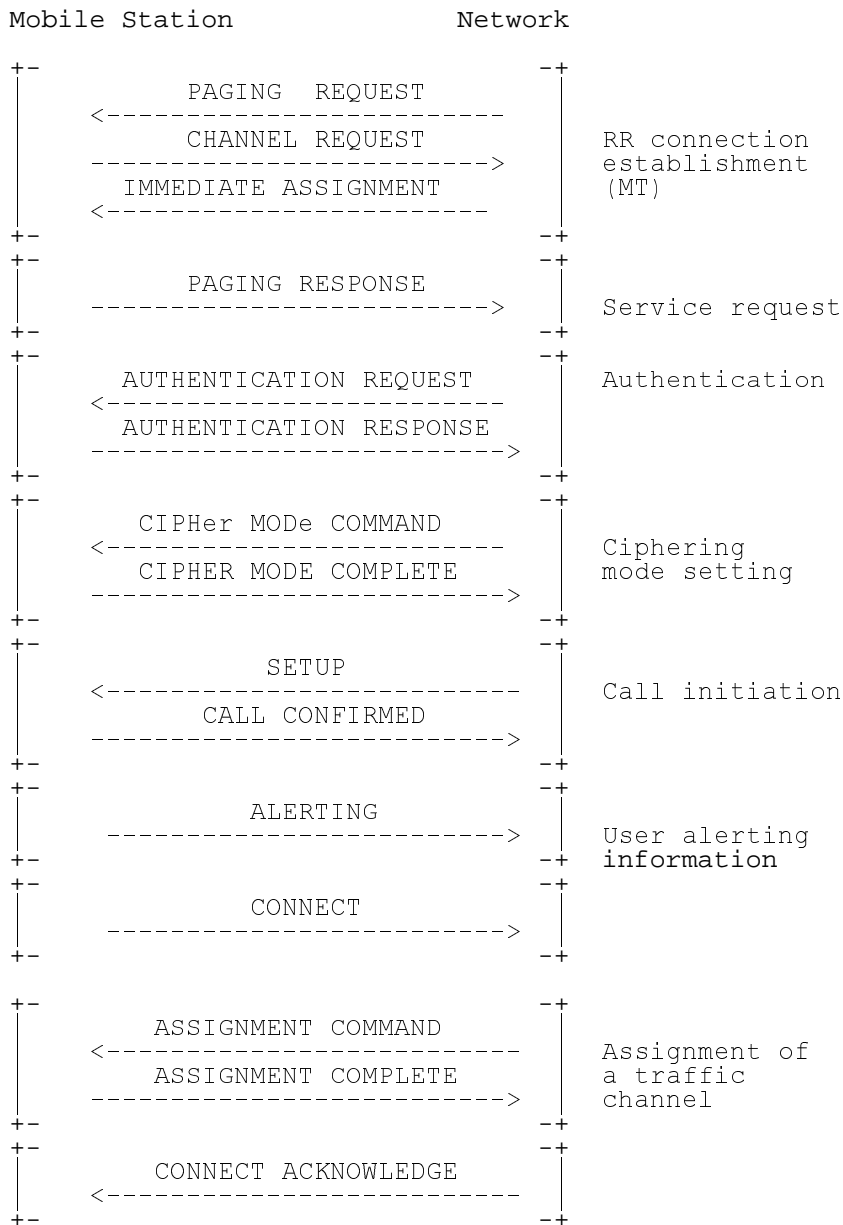 Mobile Station Network
PAGING REQUEST
CHANNEL REQUEST RR connection
establishment
IMMEDIATE ASSIGNMENT (MT)
PAGING RESPONSE
Service request
AUTHENTICATION REQUEST Authentication
AUTHENTICATION RESPONSE
CIPHer MODe COMMAND
Ciphering
CIPHER MODE COMPLETE mode setting
SETUP
Call initiation
CALL CONFIRMED
ALERTING
User alerting
information
CONNECT
ASSIGNMENT COMMAND
Assignment of
ASSIGNMENT COMPLETE a traffic
channel
CONNECT ACKNOWLEDGE